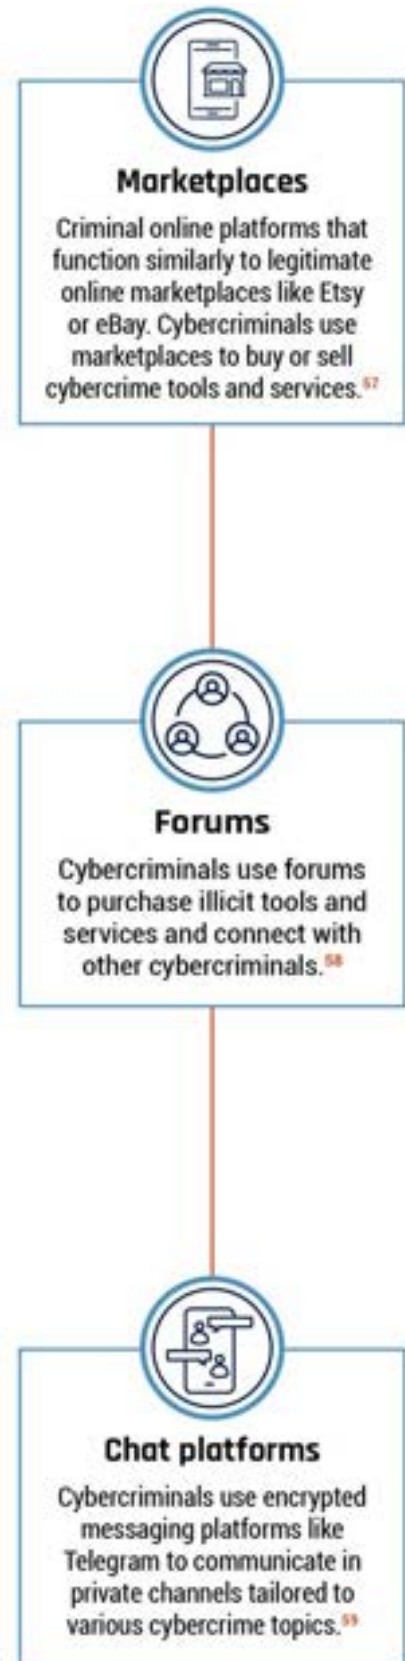 Marketplaces
Criminal online platforms that
function similarly to legitimate
online marketplaces like Etsy
or eBay. Cybercriminals use
marketplaces to buy or sell
cybercrime tools and services.57
Forums
Cybercriminals use forums
to purchase illicit tools and
services and connect with
other cybercriminals.58
Chat platforms
Cybercriminals use encrypted
messaging platforms like
Telegram to communicate in
private channels tailored to
various cybercrime topics.59